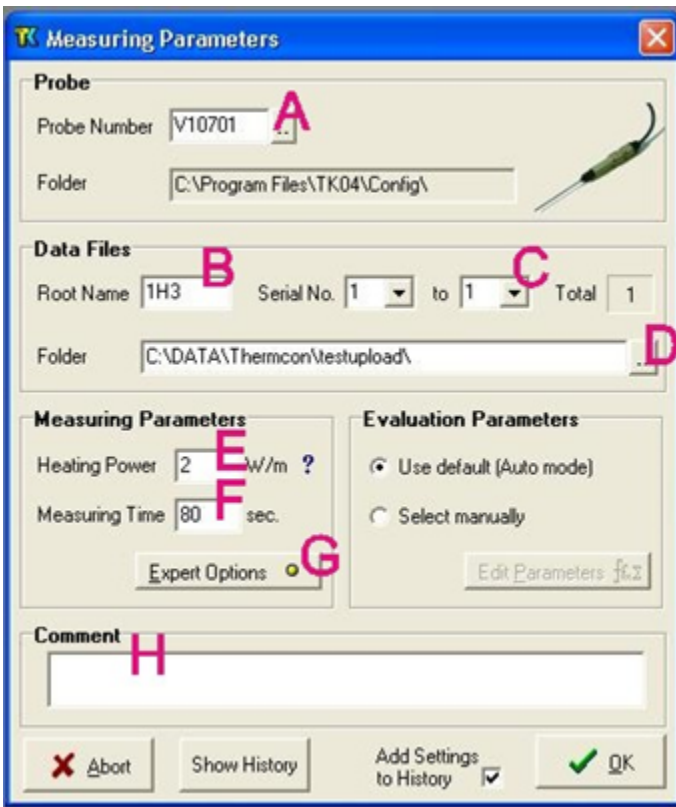 TK Measuring Parameters
Probe
Probe Number V10701 .. A
Folder C:\Program Files\TK04\Config\
Data Files
B C
Root Name 1H3 Serial No. 1 to 1 Total 1
Folder C:\DATA\Thermcon\testupload\ .. D
Measuring Parameters
Heating Power 2 E W/m ?
Measuring Time 80 F sec.
Expert Options G
Evaluation Parameters
Use default (Auto mode)
Select manually
Edit Parameters f&Σ
Comment
H
Abort Show History Add Settings
to History OK